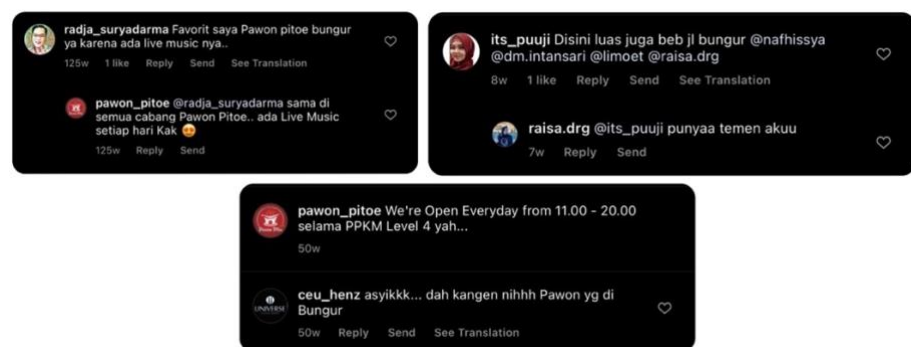 radja_suryadarma Favorit saya Pawon pitoe bungur
ya karena ada live music nya..
125w 1 like Reply Send See Translation
pawon_pitoe @radja_suryadarma sama di
semua cabang Pawon Pitoe.. ada Live Music
setiap hari Kak 😍
125w Reply Send
its_puuji Disini luas juga beb jl bungur @nafhissya
@dm.intansari @limoet @raisa.drg
8w 1 like Reply Send See Translation
raisa.drg @its_puuji punyaa temen akuu
7w Reply Send
pawon_pitoe We're Open Everyday from 11.00 - 20.00
selama PPKM Level 4 yah...
50w
ceu_henz asyikkk... dah kangen nihhh Pawon yg di
Bungur
50w Reply Send See Translation
UNIVERSE